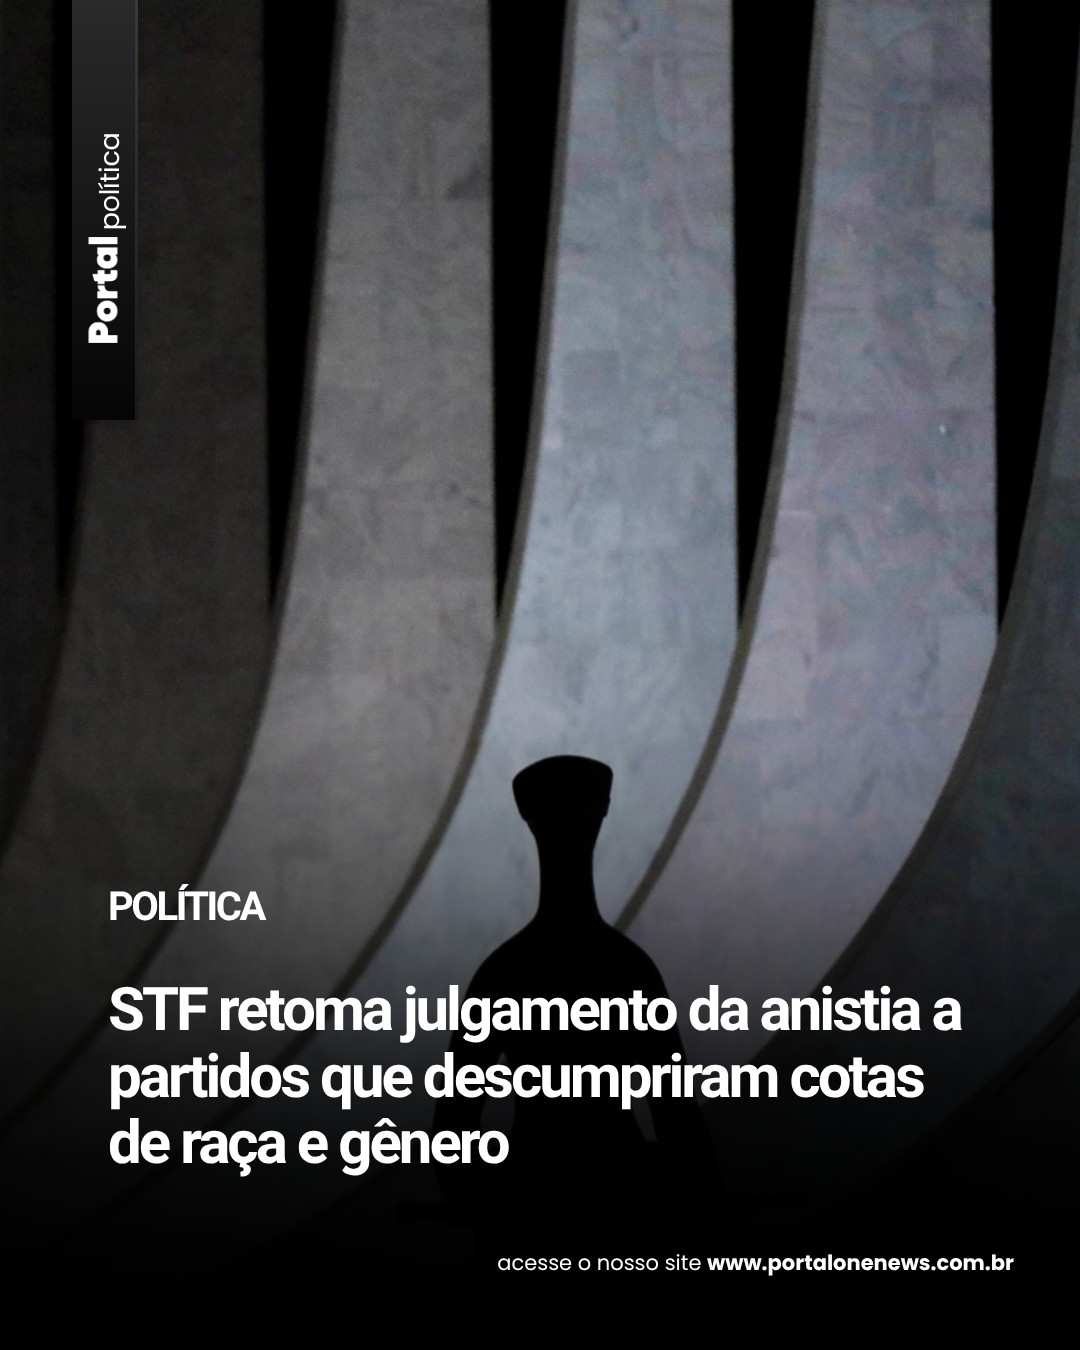 Portal política
POLÍTICA
STF retoma julgamento da anistia a
partidos que descumpriram cotas
de raça e gênero
acesse o nosso site www.portalonenews.com.br